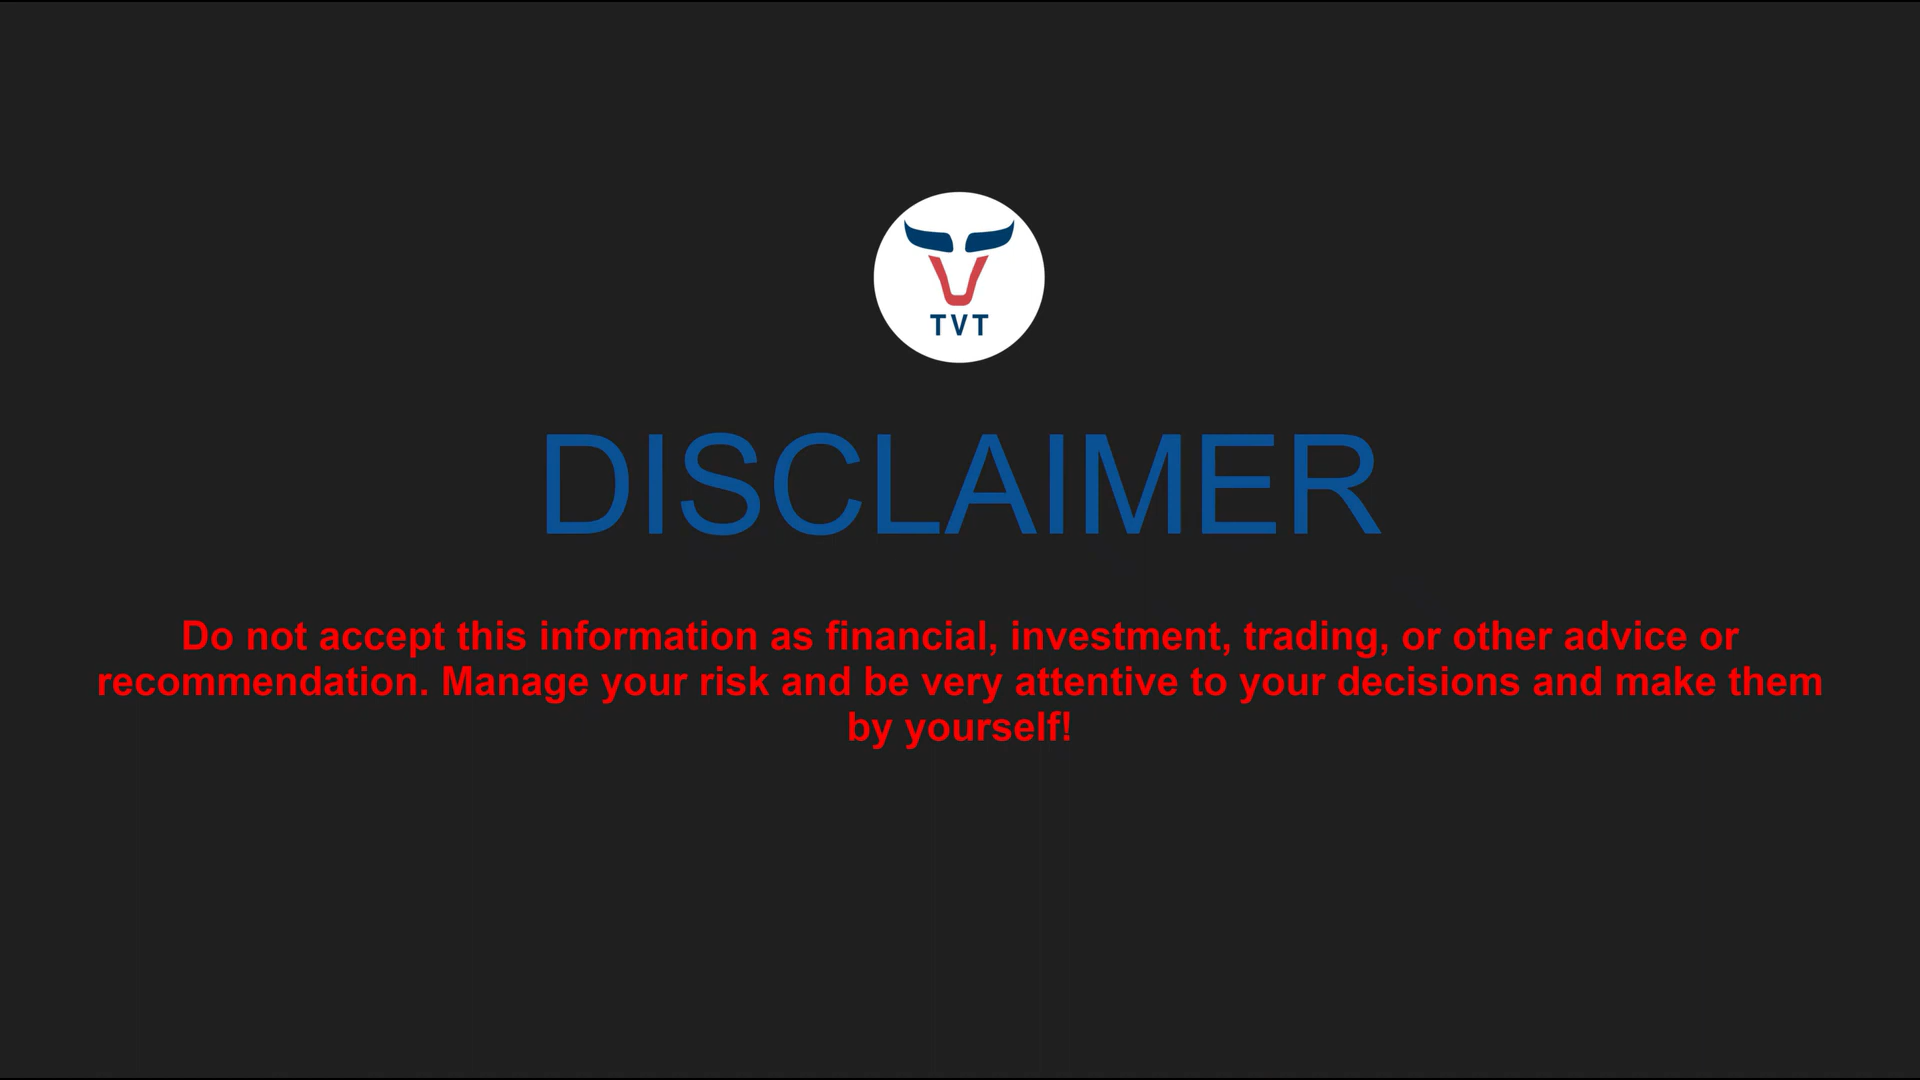 TVT
DISCLAIMER
Do not accept this information as financial, investment, trading, or other advice or
recommendation. Manage your risk and be very attentive to your decisions and make them
by yourself!